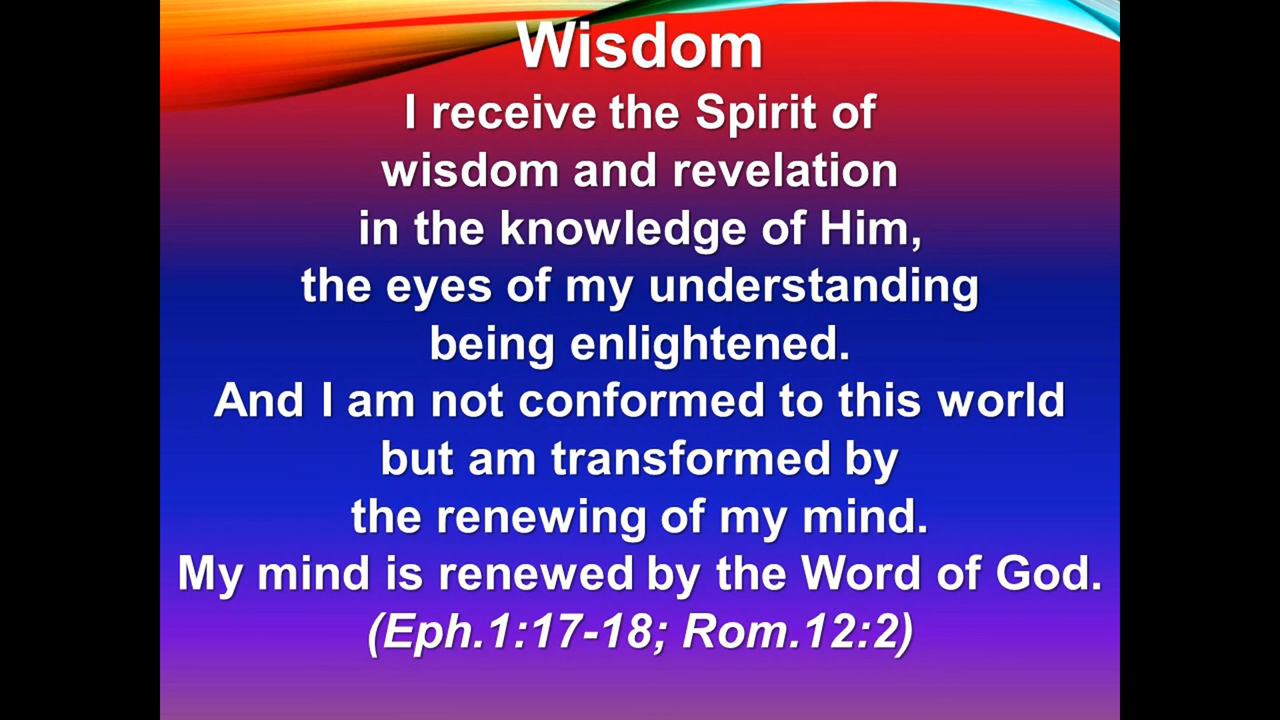 Wisdom
I receive the Spirit of
wisdom and revelation
in the knowledge of Him,
the eyes of my understanding
being enlightened.
And I am not conformed to this world
but am transformed by
the renewing of my mind.
My mind is renewed by the Word of God.
(Eph.1:17-18; Rom.12:2)